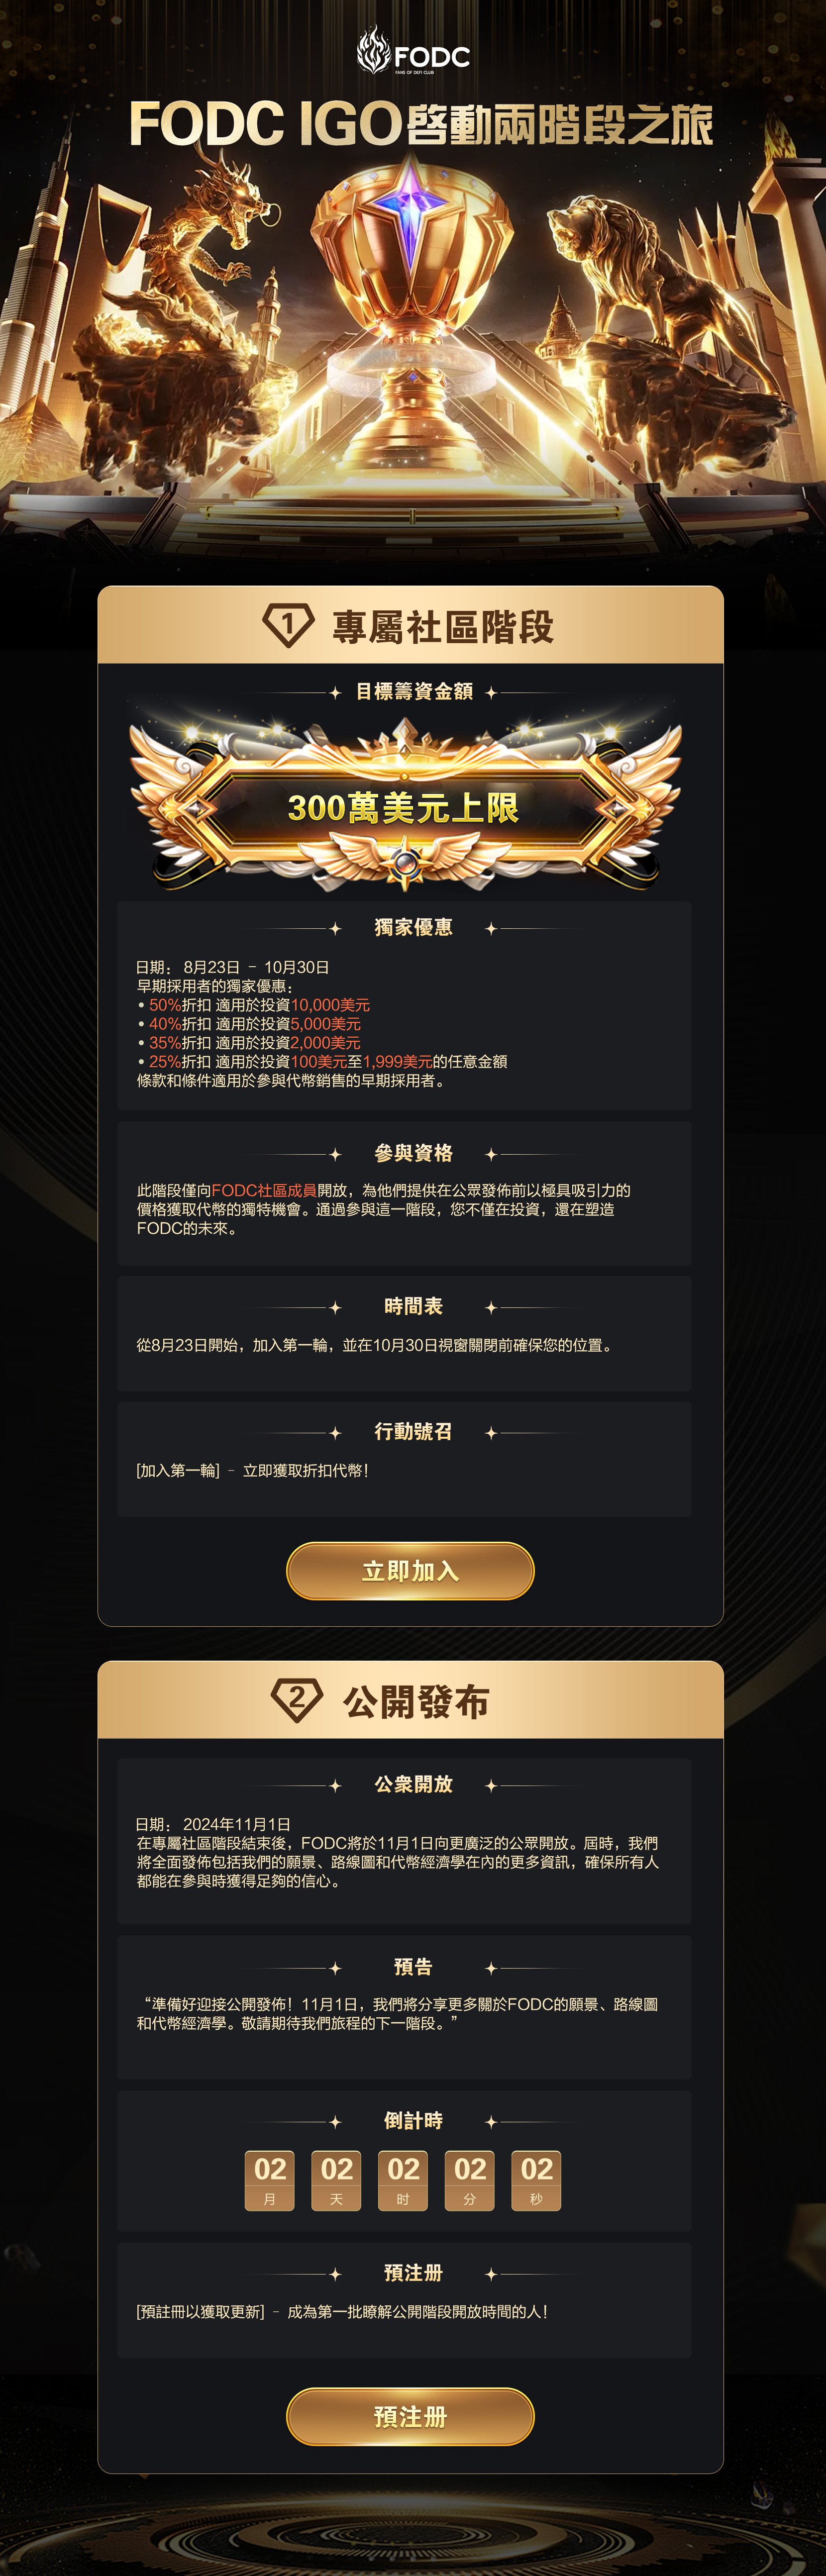 FODC
FANS OF DEFI CLUB
FODC IGO啓動兩階段之旅
1 專屬社區階段
目標籌資金額
300萬美元上限
獨家優惠
日期： 8月23日 – 10月30日
早期採用者的獨家優惠：
• 50%折扣 適用於投資10,000美元
• 40%折扣 適用於投資5,000美元
• 35%折扣 適用於投資2,000美元
• 25%折扣 適用於投資100美元至1,999美元的任意金額
條款和條件適用於參與代幣銷售的早期採用者。
參與資格
此階段僅向FODC社區成員開放，為他們提供在公眾發佈前以極具吸引力的
價格獲取代幣的獨特機會。通過參與這一階段，您不僅在投資，還在塑造
FODC的未來。
時間表
從8月23日開始，加入第一輪，並在10月30日視窗關閉前確保您的位置。
行動號召
[加入第一輪] – 立即獲取折扣代幣！
立即加入
2 公開發布
公衆開放
日期： 2024年11月1日
在專屬社區階段結束後，FODC將於11月1日向更廣泛的公眾開放。屆時，我們
將全面發佈包括我們的願景、路線圖和代幣經濟學在內的更多資訊，確保所有人
都能在參與時獲得足夠的信心。
預告
“準備好迎接公開發佈！11月1日，我們將分享更多關於FODC的願景、路線圖
和代幣經濟學。敬請期待我們旅程的下一階段。”
倒計時
02 02 02 02 02
月 天 时 分 秒
預注册
[預註冊以獲取更新] – 成為第一批瞭解公開階段開放時間的人！
預注册